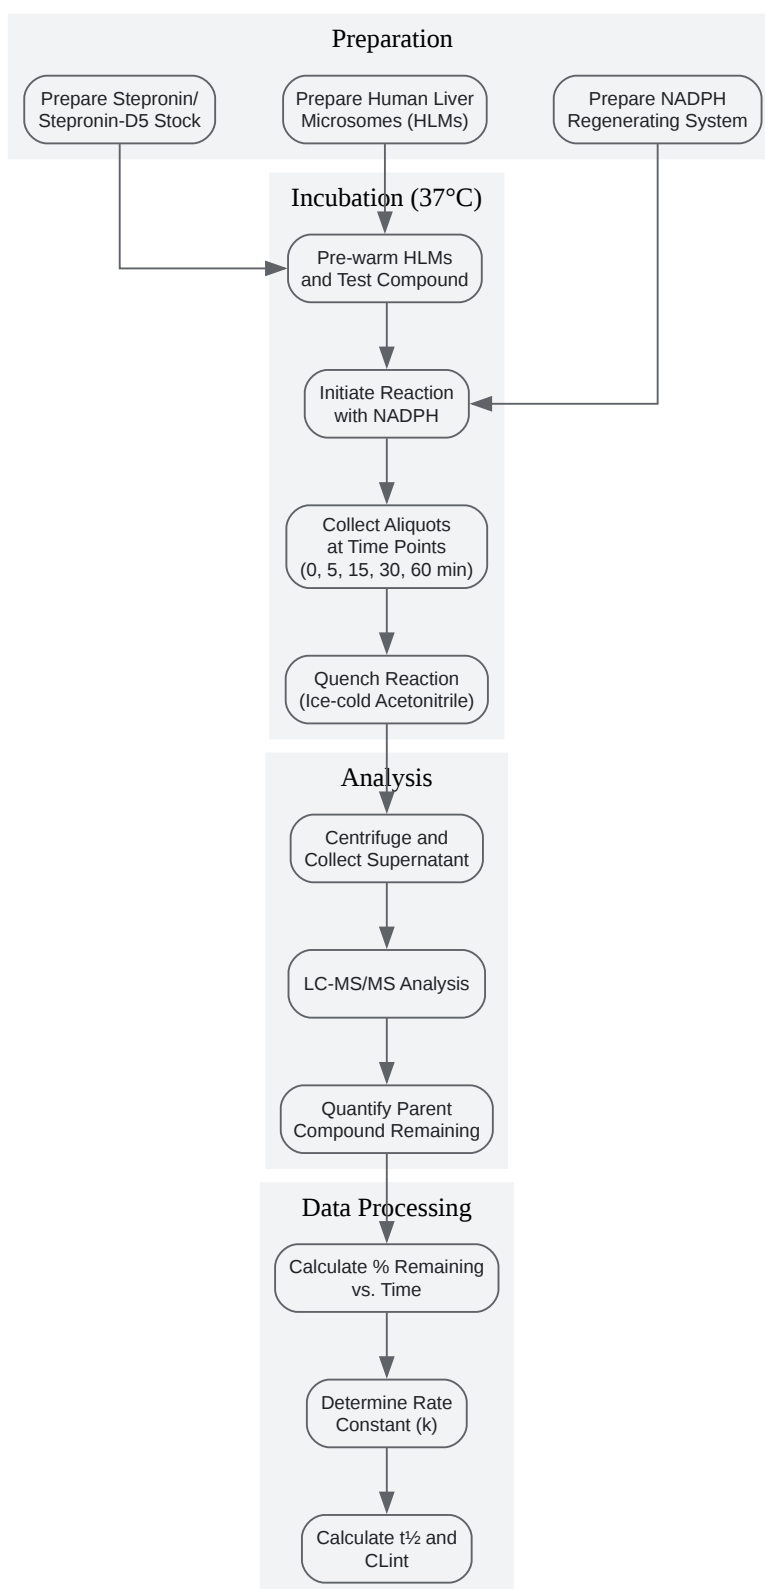 Preparation
Prepare Stepronin/
Stepronin-D5 Stock
Prepare Human Liver
Microsomes (HLMs)
Prepare NADPH
Regenerating System
Incubation (37°C)
Pre-warm HLMs
and Test Compound
Initiate Reaction
with NADPH
Collect Aliquots
at Time Points
(0, 5, 15, 30, 60 min)
Quench Reaction
(Ice-cold Acetonitrile)
Analysis
Centrifuge and
Collect Supernatant
LC-MS/MS Analysis
Quantify Parent
Compound Remaining
Data Processing
Calculate % Remaining
vs. Time
Determine Rate
Constant (k)
Calculate t½ and
CLint